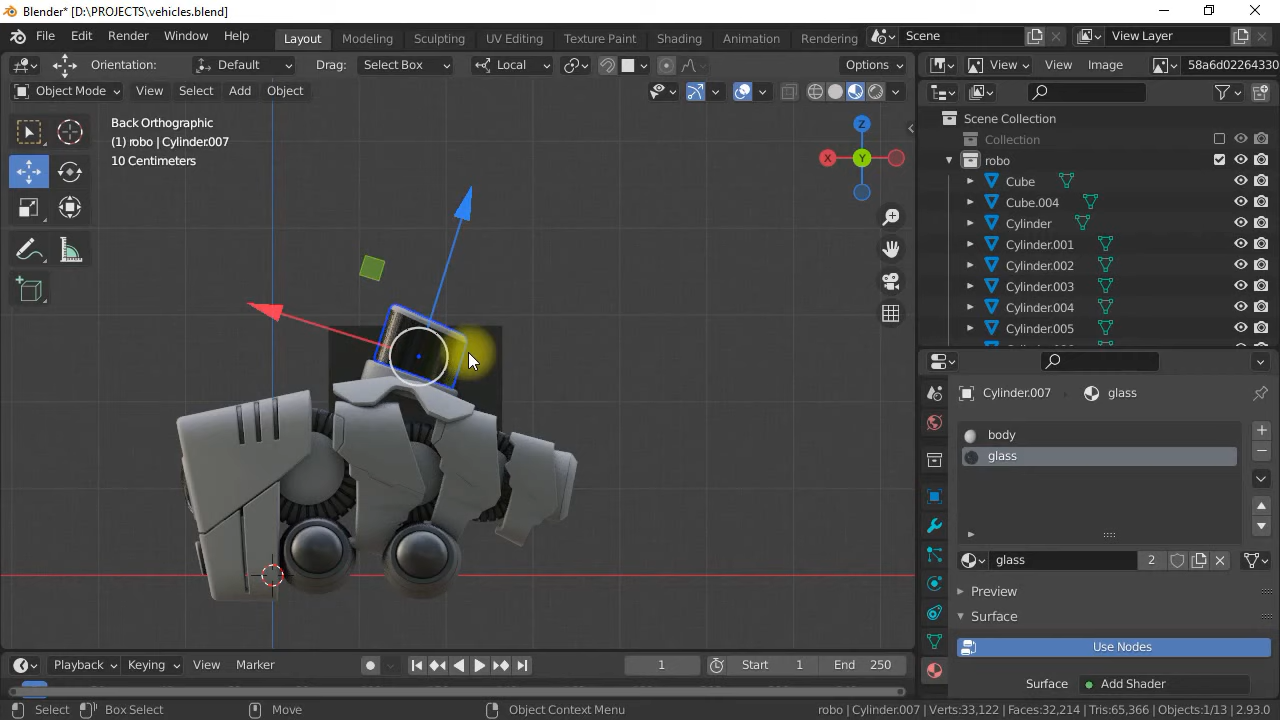 Blender* [D:\PROJECTS\vehicles.blend]
File Edit Render Window Help Layout Modeling Sculpting UV Editing Texture Paint Shading Animation Rendering Scene View Layer
Orientation: Default Drag: Select Box Local Options View View Image 58a6d02264330
Object Mode View Select Add Object
Back Orthographic
(1) robo | Cylinder.007
10 Centimeters
Z
X Y
Scene Collection
Collection
robo
Cube
Cube.004
Cylinder
Cylinder.001
Cylinder.002
Cylinder.003
Cylinder.004
Cylinder.005
Cylinder.007 glass
body
glass
glass 2
Preview
Surface
Use Nodes
Surface Add Shader
Playback Keying View Marker 1 Start 1 End 250
Select Box Select Move Object Context Menu robo | Cylinder.007 | Verts:33,122 | Faces:32,214 | Tris:65,366 | Objects:1/13 | 2.93.0